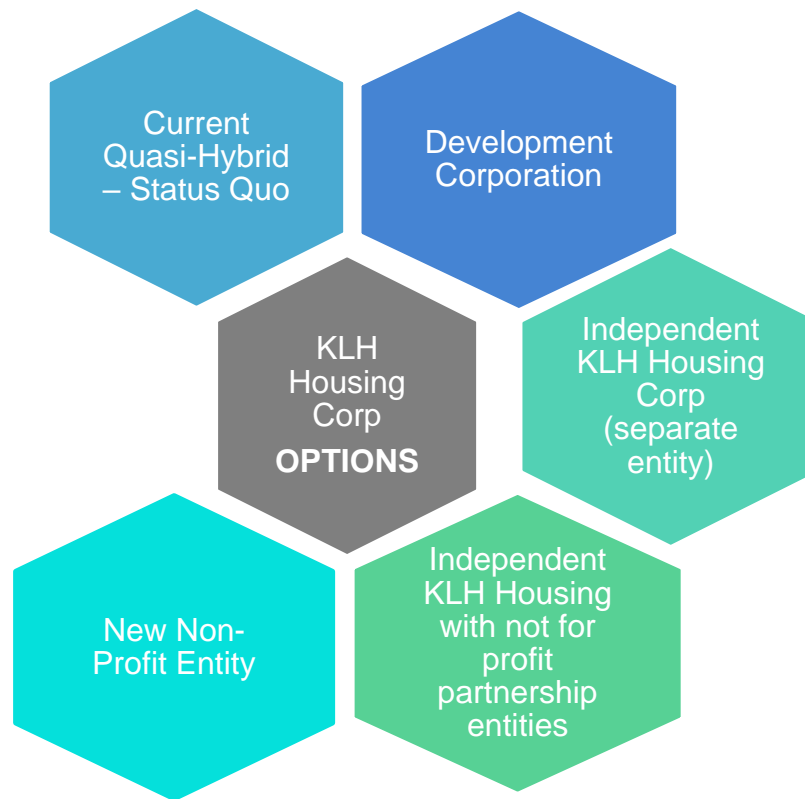 Current
Quasi-Hybrid
– Status Quo
Development
Corporation
KLH
Housing
Corp
OPTIONS
Independent
KLH Housing
Corp
(separate
entity)
New Non-
Profit Entity
Independent
KLH Housing
with not for
profit
partnership
entities